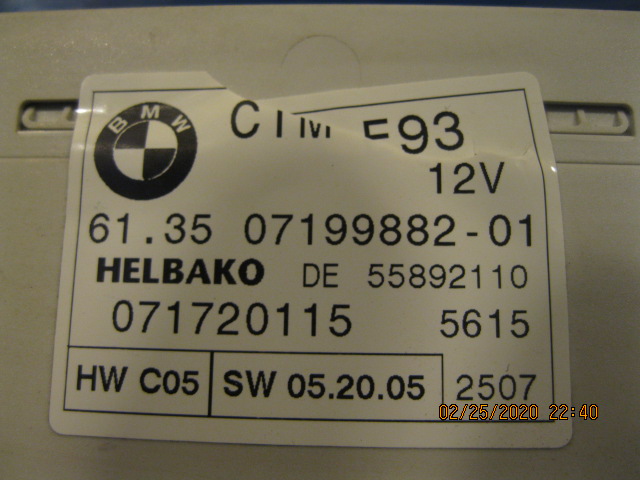 BMW
CTM E93
12V
61.35 07199882-01
HELBAKO DE 55892110
071720115 5615
HW C05 SW 05.20.05 2507
02/25/2020 22:40